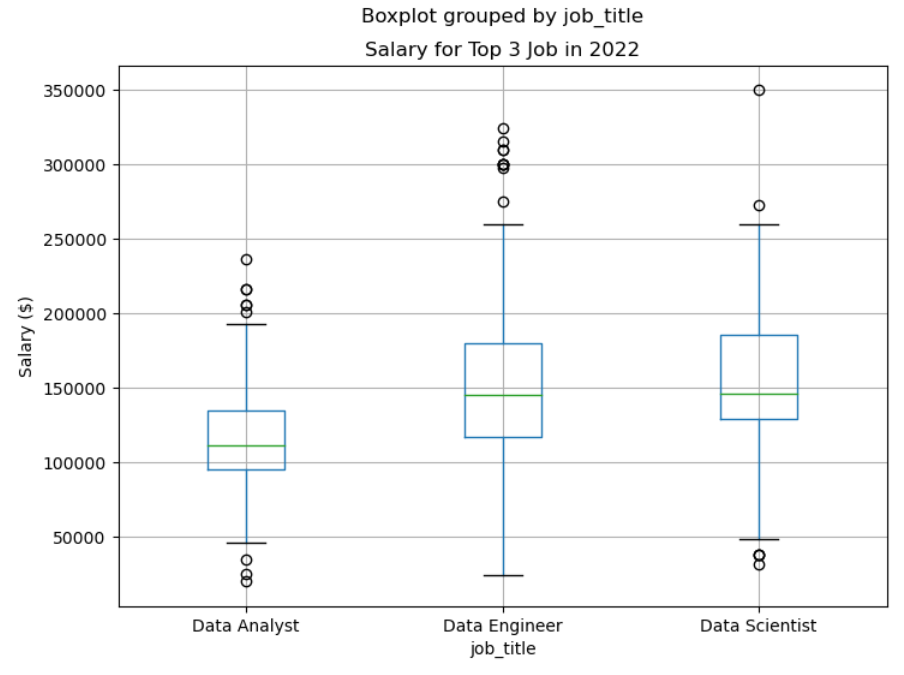 Boxplot grouped by job_title
Salary for Top 3 Job in 2022
350000
300000
250000
200000
150000
100000
50000
Salary ($)
Data Analyst Data Engineer Data Scientist
job_title